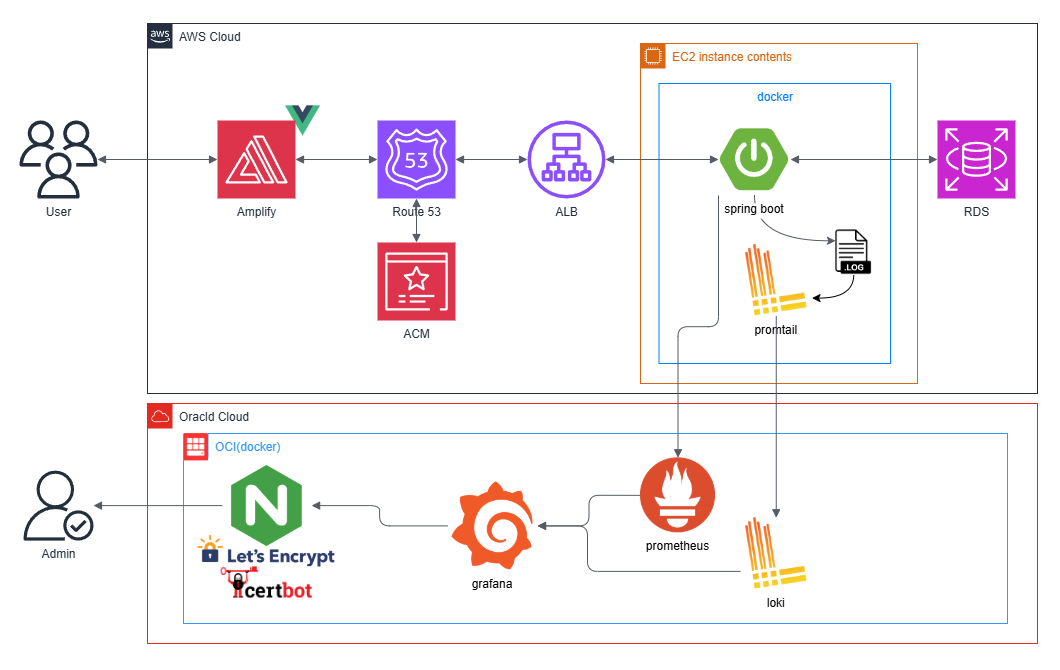 aws
AWS Cloud
EC2 instance contents
docker
53
User
Amplify
Route 53
ALB
spring boot
RDS
.LOG
ACM
promtail
Oracld Cloud
OCI(docker)
N
Let's Encrypt
certbot
Admin
grafana
prometheus
loki